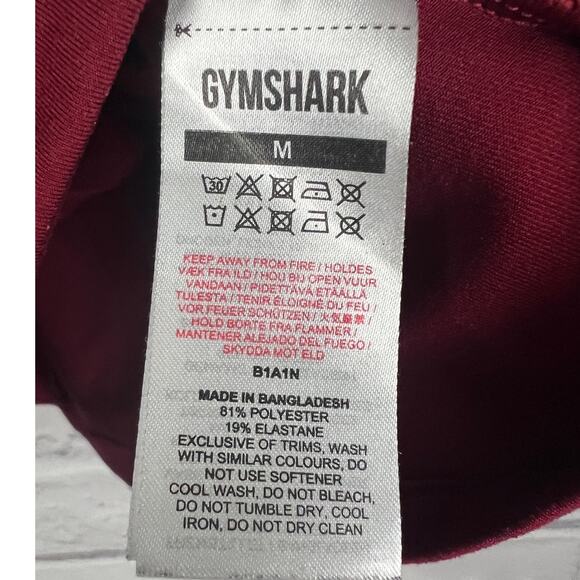 GYMSHARK
M
30
KEEP AWAY FROM FIRE / HOLDES
VÆK FRA ILD / HOU BIJ OPEN VUUR
VANDAAN / PIDETTÄVÄ ETÄÄLLÄ
TULESTA / TENIR ÉLOIGNÉ DU FEU /
VOR FEUER SCHÜTZEN / 火気厳禁 /
HOLD BORTE FRA FLAMMER /
MANTENER ALEJADO DEL FUEGO /
SKYDDA MOT ELD
B1A1N
MADE IN BANGLADESH
81% POLYESTER
19% ELASTANE
EXCLUSIVE OF TRIMS, WASH
WITH SIMILAR COLOURS, DO
NOT USE SOFTENER
COOL WASH, DO NOT BLEACH,
DO NOT TUMBLE DRY, COOL
IRON, DO NOT DRY CLEAN